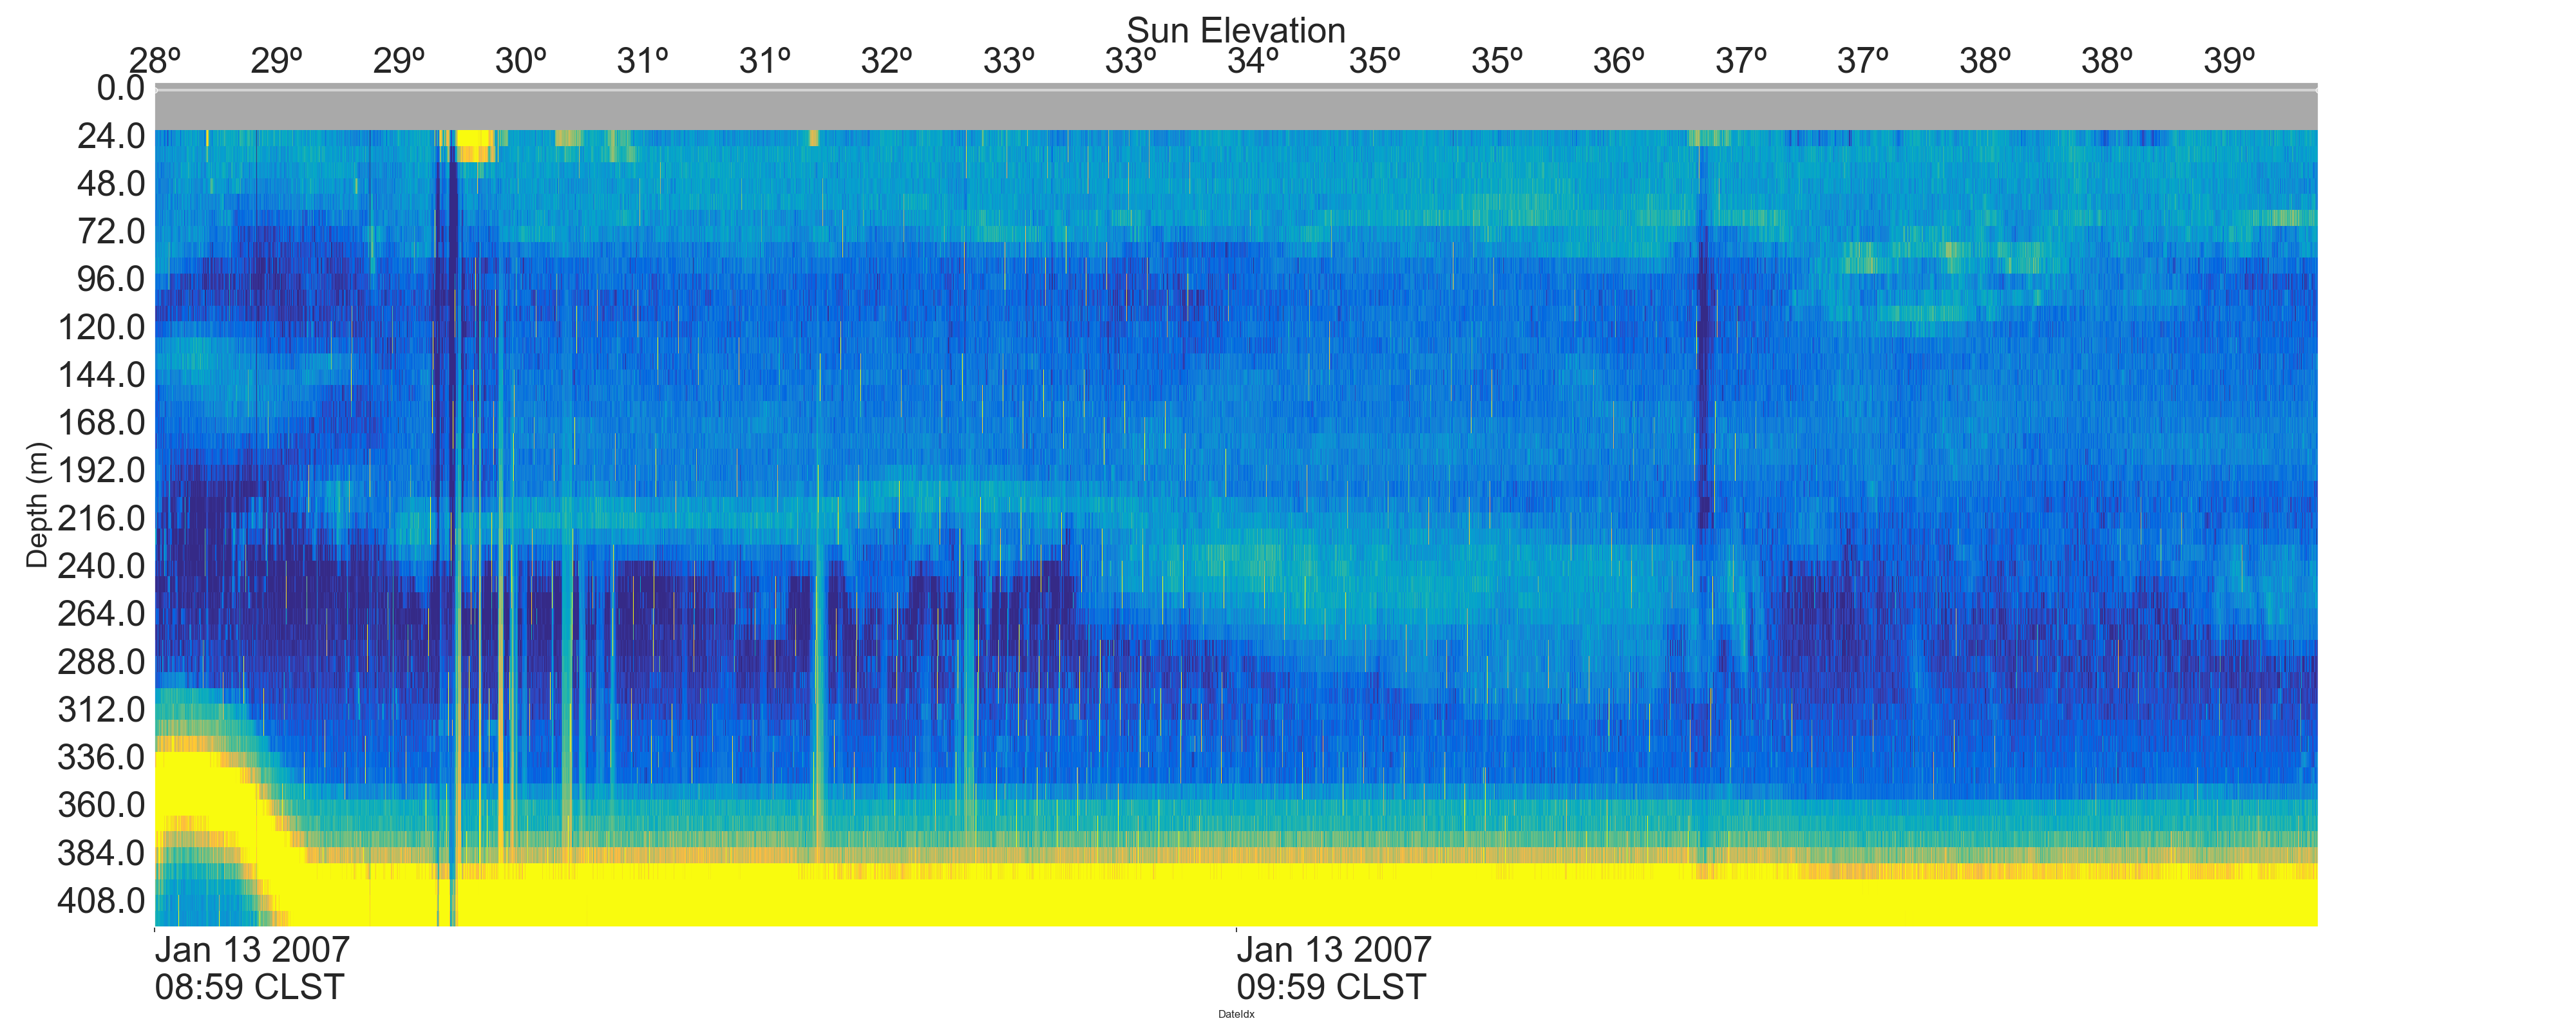 Sun Elevation
28º 29º 29º 30º 31º 31º 32º 33º 33º 34º 35º 35º 36º 37º 37º 38º 38º 39º
0.0
24.0
48.0
72.0
96.0
120.0
144.0
168.0
192.0
216.0
240.0
264.0
288.0
312.0
336.0
360.0
384.0
408.0
Depth (m)
Jan 13 2007
08:59 CLST
Jan 13 2007
09:59 CLST
DateIdx